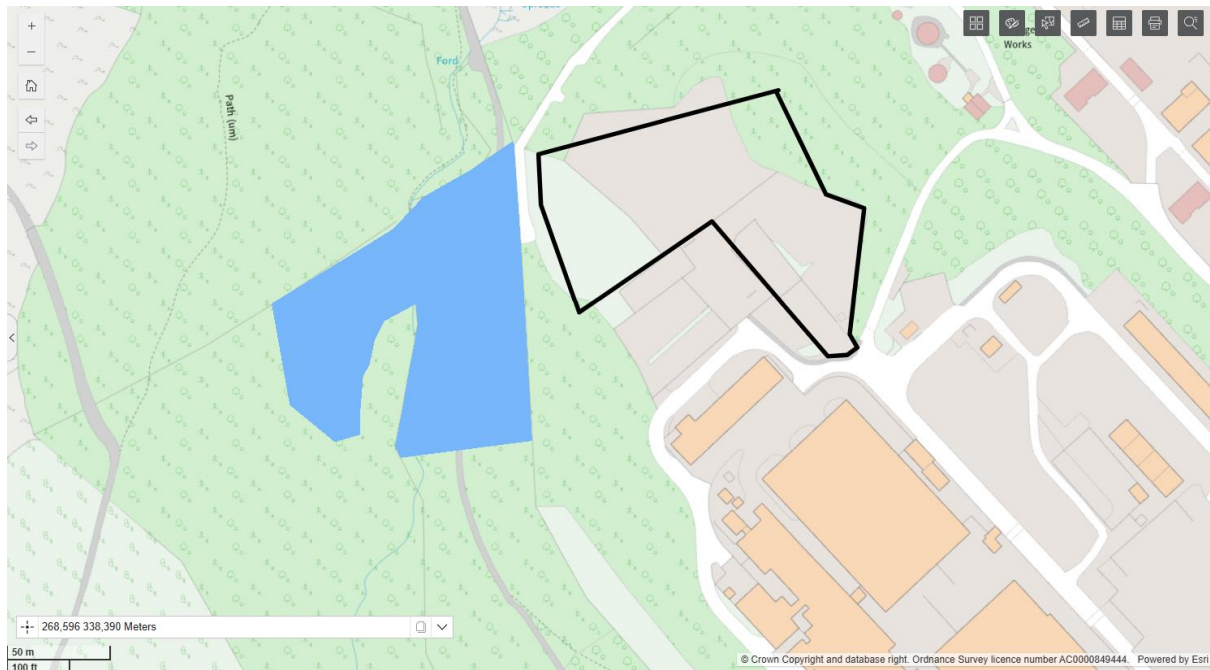 Ford
Works
Path (um)
268,596 338,390 Meters
50 m
100 ft
© Crown Copyright and database right. Ordnance Survey licence number AC0000849444. Powered by Esri